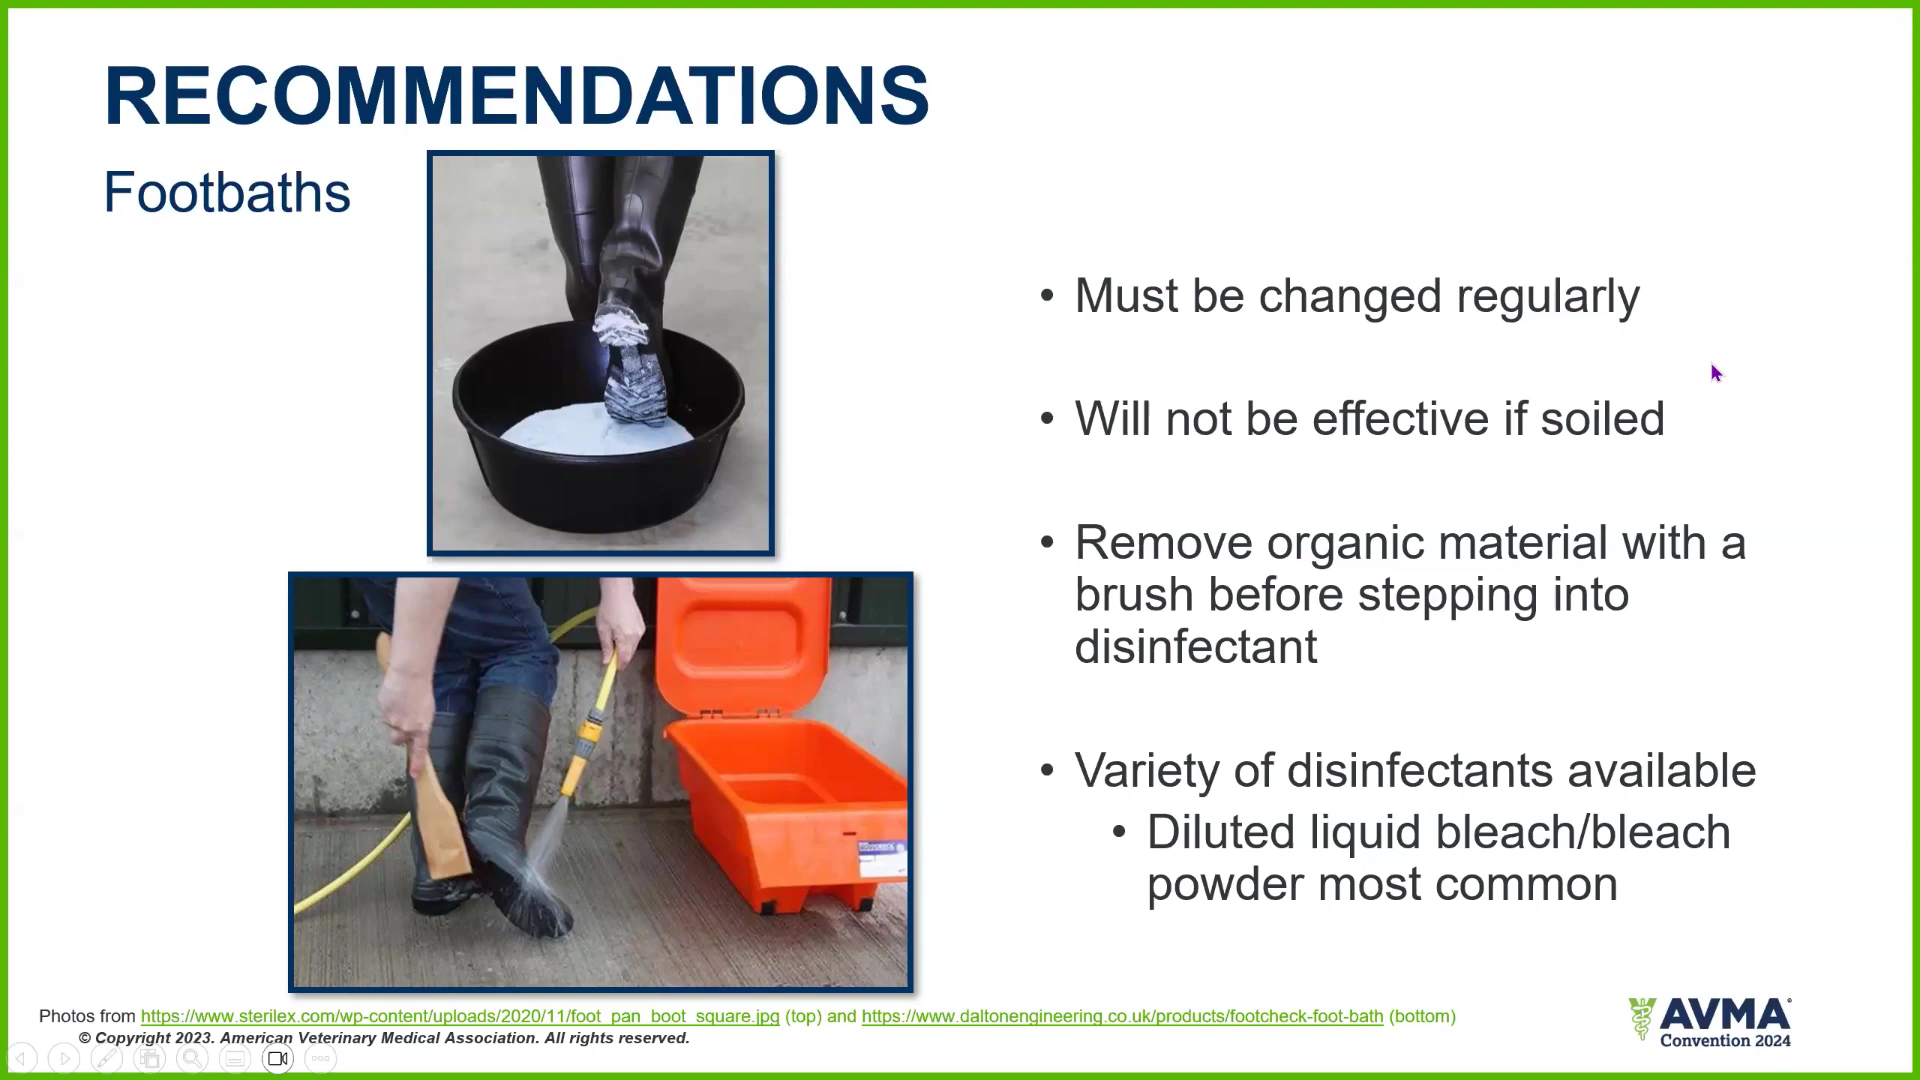 RECOMMENDATIONS
Footbaths
• Must be changed regularly
• Will not be effective if soiled
• Remove organic material with a
brush before stepping into
disinfectant
• Variety of disinfectants available
• Diluted liquid bleach/bleach
powder most common
Photos from https://www.sterilex.com/wp-content/uploads/2020/11/foot_pan_boot_square.jpg (top) and https://www.daltonengineering.co.uk/products/footcheck-foot-bath (bottom)
© Copyright 2023. American Veterinary Medical Association. All rights reserved.
AVMA
Convention 2024